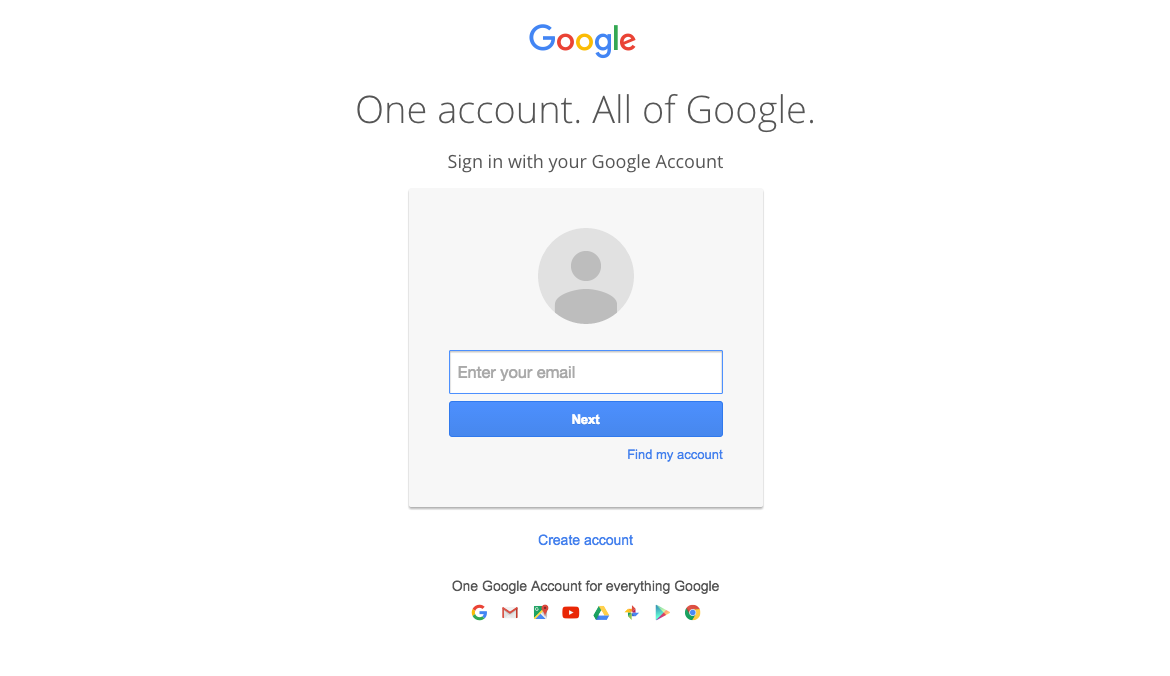 Google
One account. All of Google.
Sign in with your Google Account
Enter your email
Next
Find my account
Create account
One Google Account for everything Google